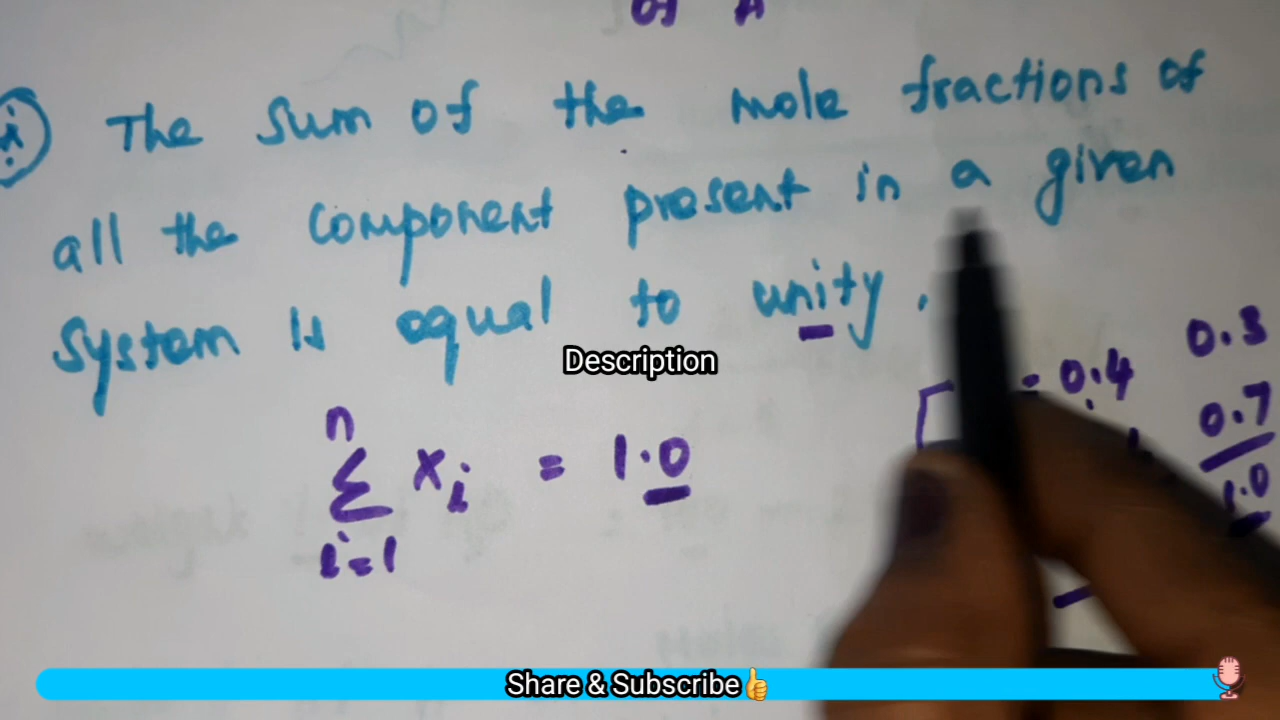 of A
The sum of the mole fractions of
all the component present in a given
system is equal to unity.
Description
n
Σ xᵢ = 1.0
i=1
0.4
0.3
0.7
1.0
Share & Subscribe👍